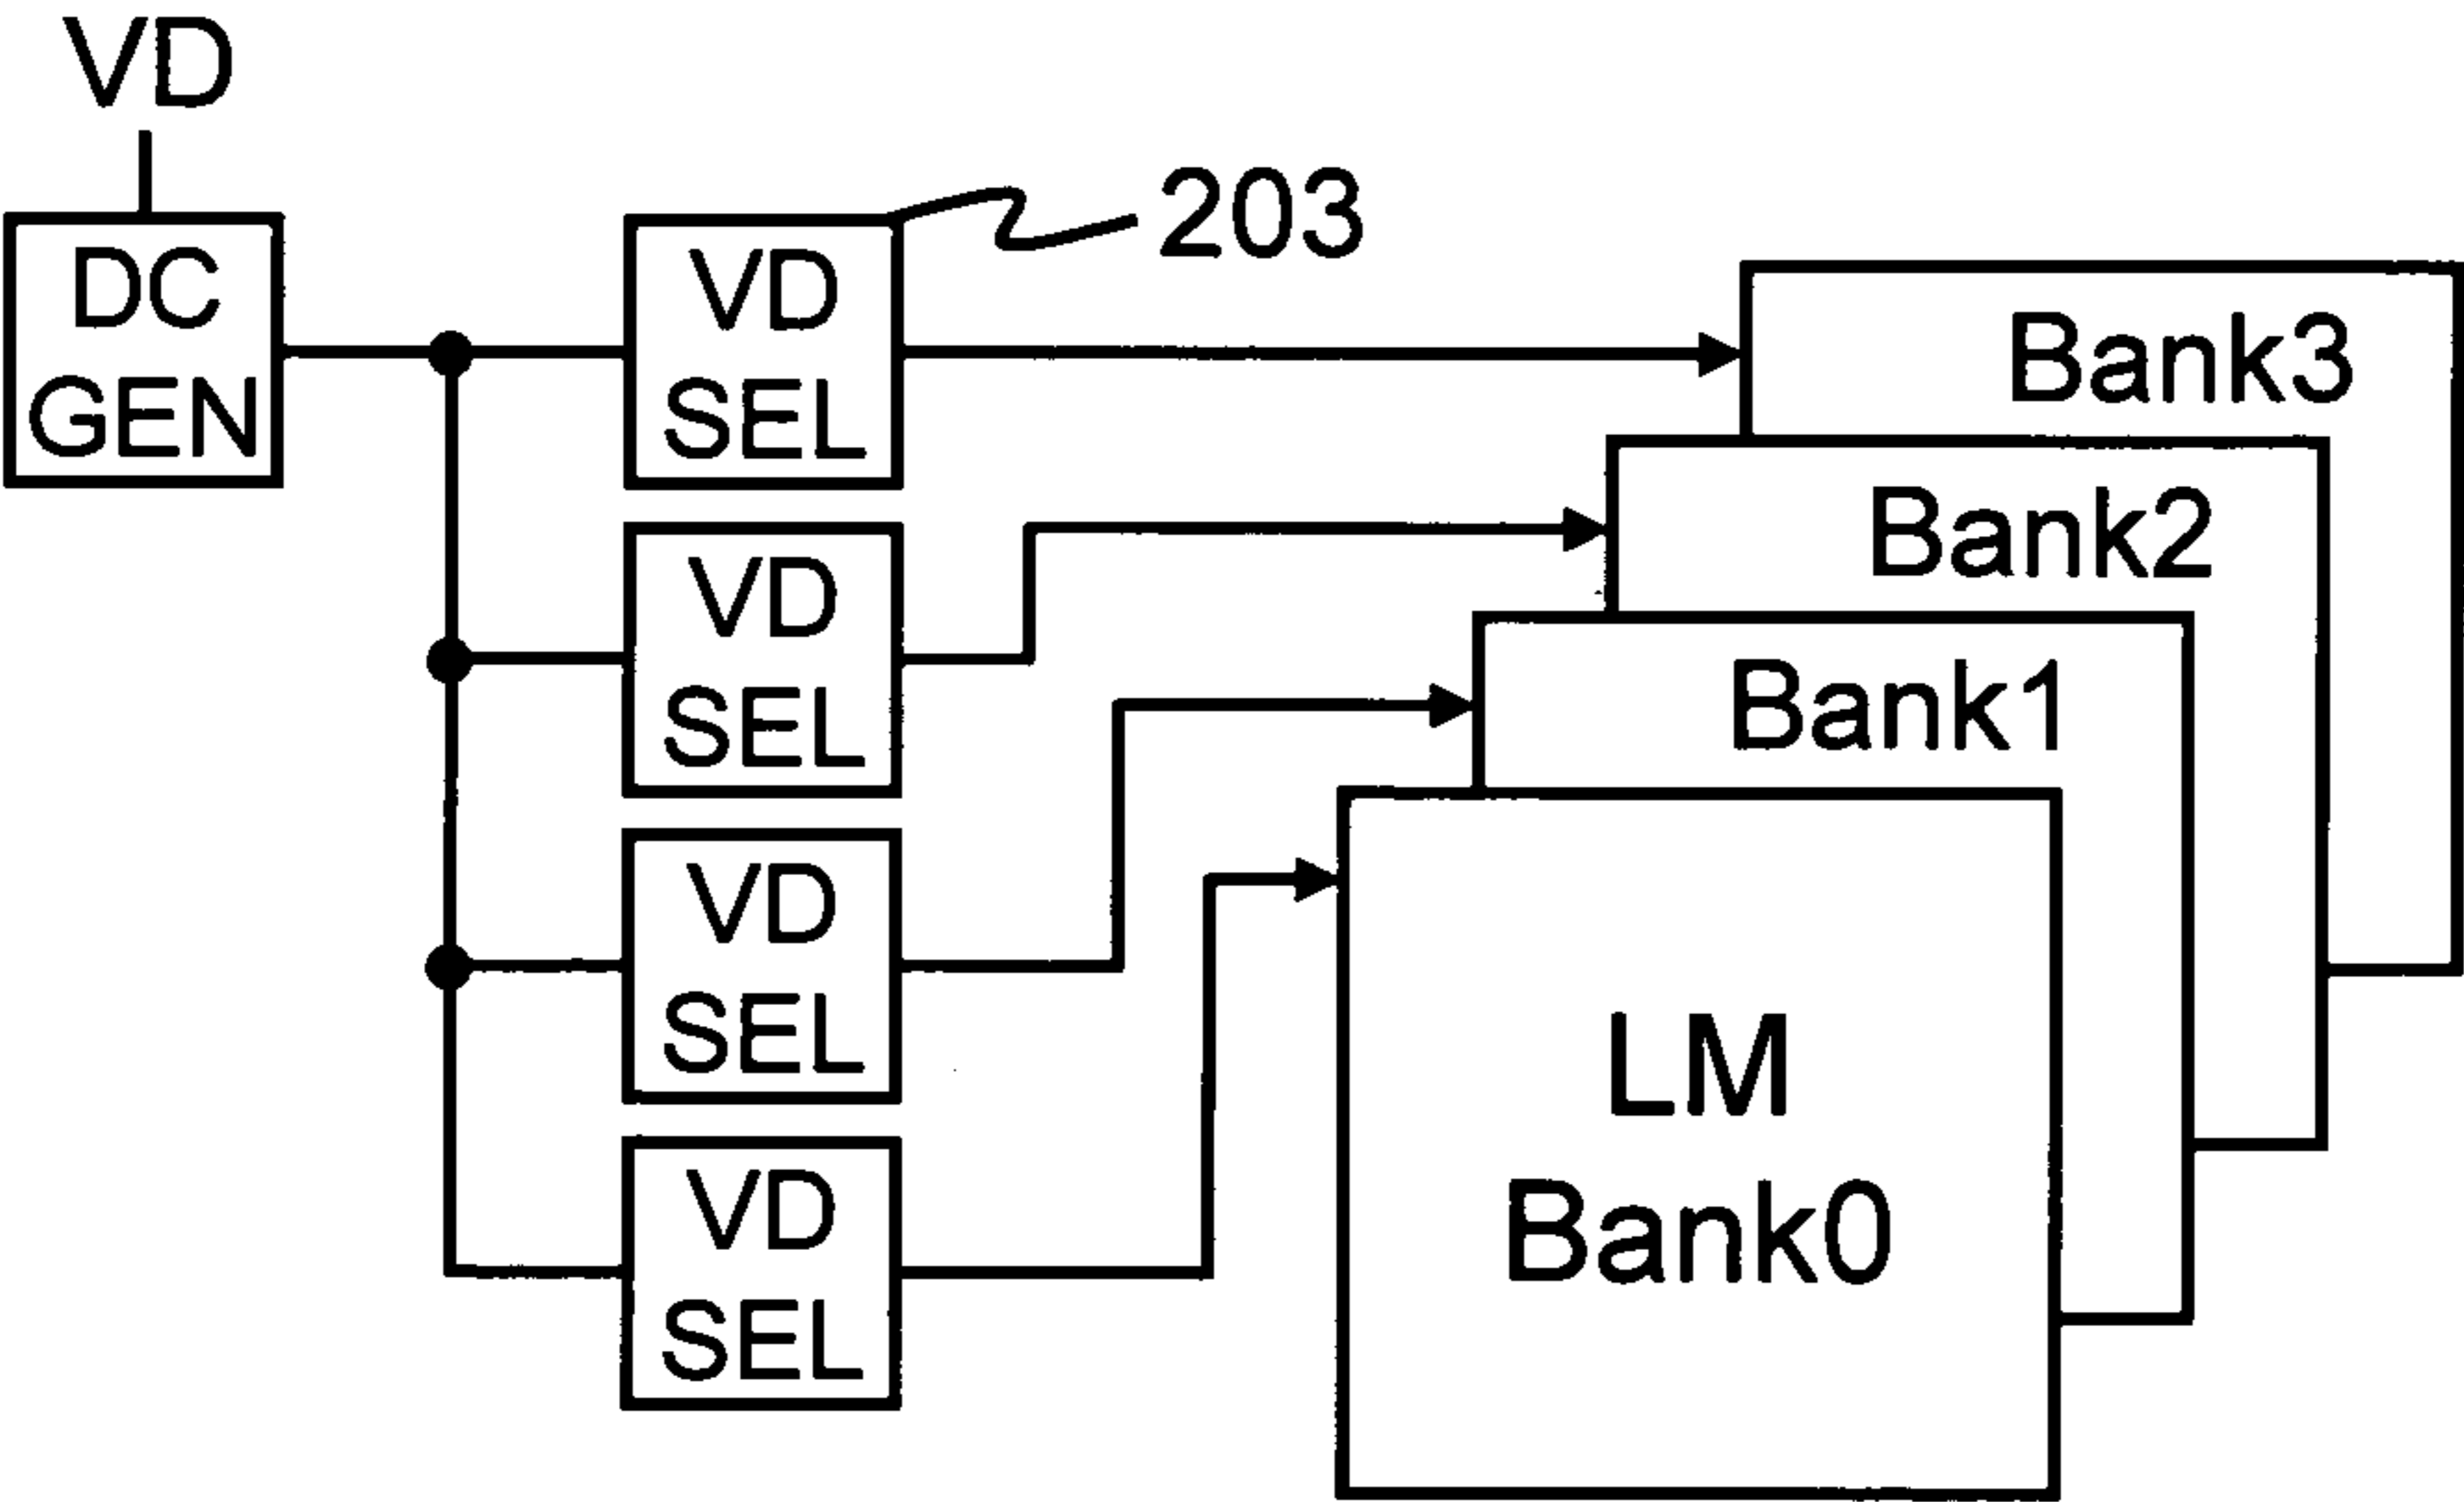 VD
DC
GEN
VD
SEL
203
Bank3
VD
SEL
Bank2
VD
SEL
Bank1
VD
SEL
LM
Bank0